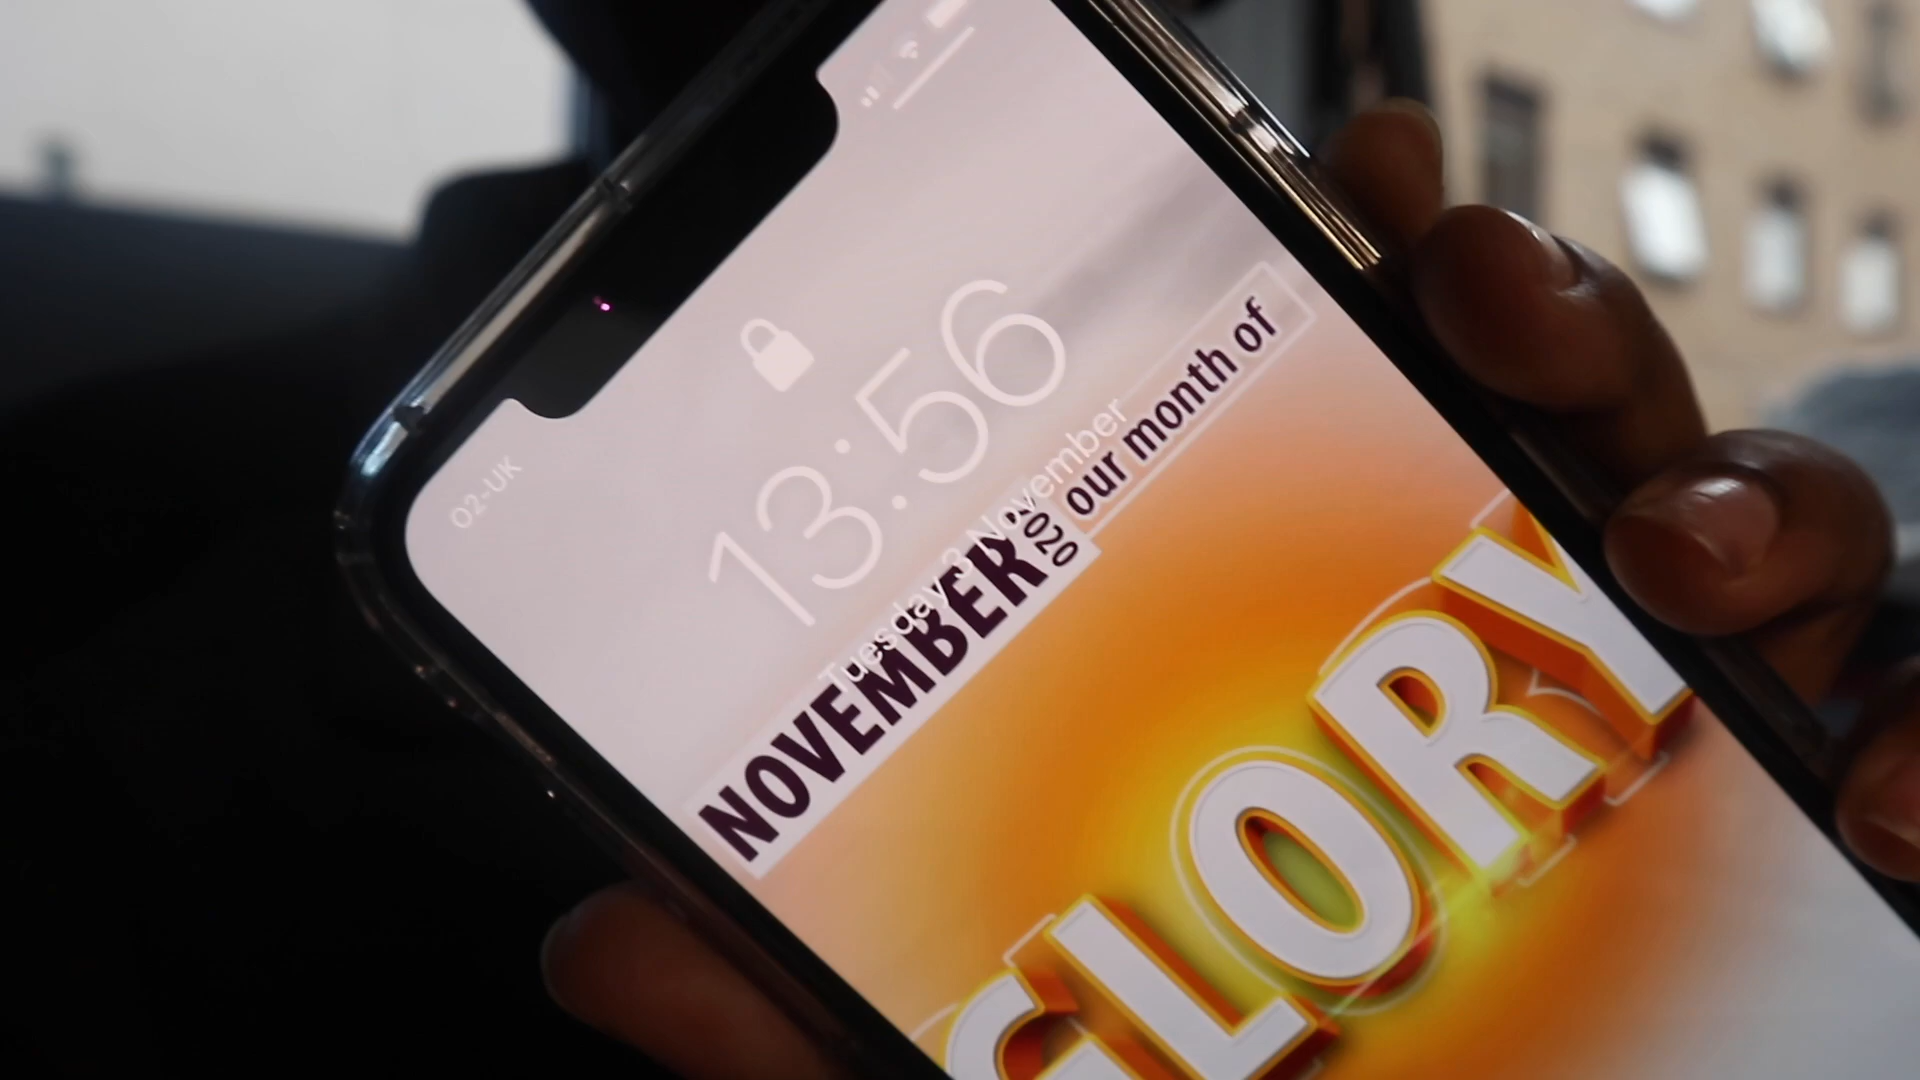 O2-UK
13:56
Tuesday 3 November
NOVEMBER 2020 our month of
GLORY